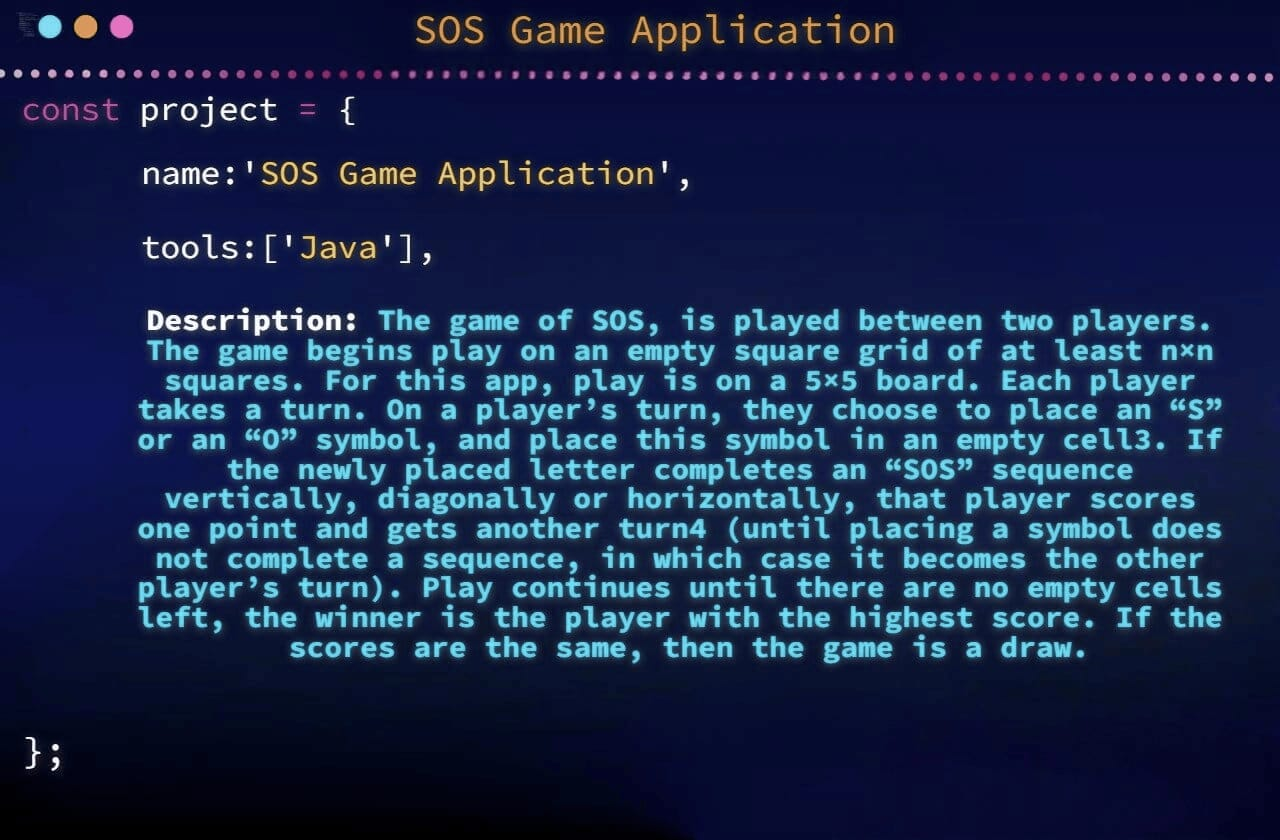 SOS Game Application
const project = {
name:'SOS Game Application',
tools:['Java'],
Description: The game of SOS, is played between two players.
The game begins play on an empty square grid of at least n×n
squares. For this app, play is on a 5×5 board. Each player
takes a turn. On a player’s turn, they choose to place an “S”
or an “O” symbol, and place this symbol in an empty cell3. If
the newly placed letter completes an “SOS” sequence
vertically, diagonally or horizontally, that player scores
one point and gets another turn4 (until placing a symbol does
not complete a sequence, in which case it becomes the other
player’s turn). Play continues until there are no empty cells
left, the winner is the player with the highest score. If the
scores are the same, then the game is a draw.
};